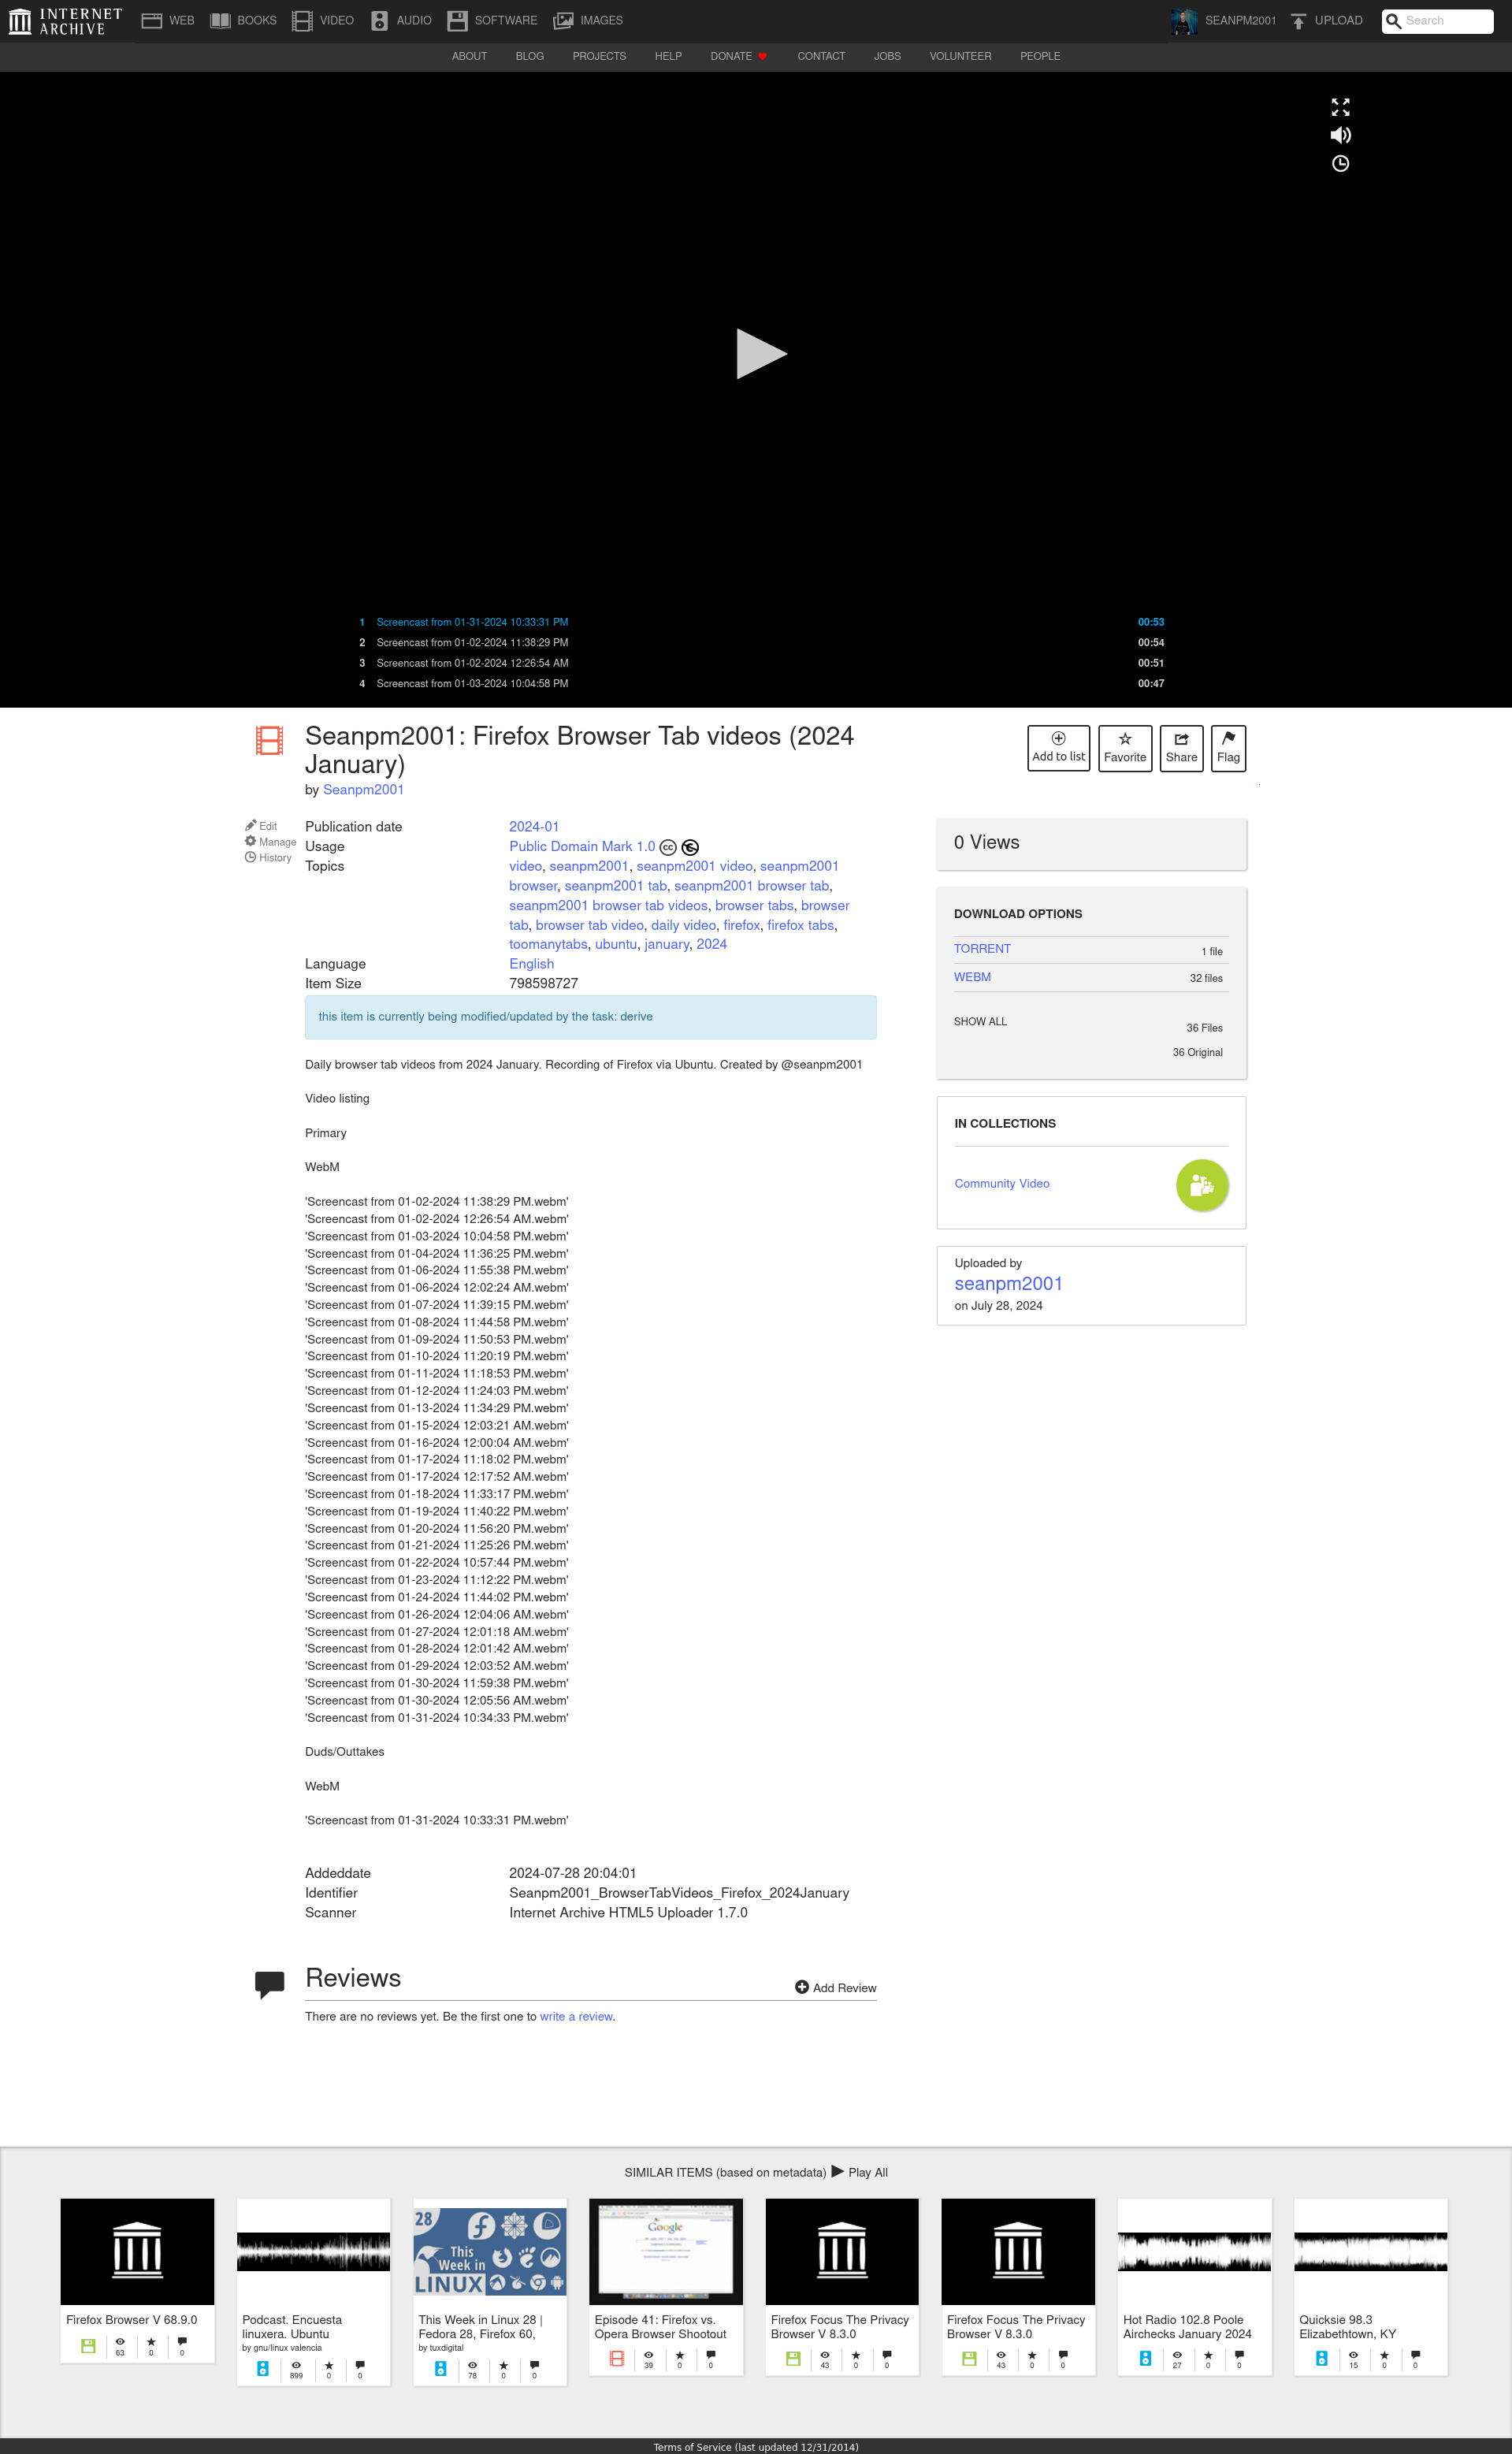 INTERNET
ARCHIVE
WEB BOOKS VIDEO AUDIO SOFTWARE IMAGES SEANPM2001 UPLOAD Search
ABOUT BLOG PROJECTS HELP DONATE CONTACT JOBS VOLUNTEER PEOPLE
1 Screencast from 01-31-2024 10:33:31 PM 00:53
2 Screencast from 01-02-2024 11:38:29 PM 00:54
3 Screencast from 01-02-2024 12:26:54 AM 00:51
4 Screencast from 01-03-2024 10:04:58 PM 00:47
Seanpm2001: Firefox Browser Tab videos (2024
January)
by Seanpm2001
Add to list Favorite Share Flag
Edit
Manage
History
Publication date 2024-01
Usage Public Domain Mark 1.0
Topics video, seanpm2001, seanpm2001 video, seanpm2001
browser, seanpm2001 tab, seanpm2001 browser tab,
seanpm2001 browser tab videos, browser tabs, browser
tab, browser tab video, daily video, firefox, firefox tabs,
toomanytabs, ubuntu, january, 2024
Language English
Item Size 798598727
this item is currently being modified/updated by the task: derive
Daily browser tab videos from 2024 January. Recording of Firefox via Ubuntu. Created by @seanpm2001
Video listing
Primary
WebM
'Screencast from 01-02-2024 11:38:29 PM.webm'
'Screencast from 01-02-2024 12:26:54 AM.webm'
'Screencast from 01-03-2024 10:04:58 PM.webm'
'Screencast from 01-04-2024 11:36:25 PM.webm'
'Screencast from 01-06-2024 11:55:38 PM.webm'
'Screencast from 01-06-2024 12:02:24 AM.webm'
'Screencast from 01-07-2024 11:39:15 PM.webm'
'Screencast from 01-08-2024 11:44:58 PM.webm'
'Screencast from 01-09-2024 11:50:53 PM.webm'
'Screencast from 01-10-2024 11:20:19 PM.webm'
'Screencast from 01-11-2024 11:18:53 PM.webm'
'Screencast from 01-12-2024 11:24:03 PM.webm'
'Screencast from 01-13-2024 11:34:29 PM.webm'
'Screencast from 01-15-2024 12:03:21 AM.webm'
'Screencast from 01-16-2024 12:00:04 AM.webm'
'Screencast from 01-17-2024 11:18:02 PM.webm'
'Screencast from 01-17-2024 12:17:52 AM.webm'
'Screencast from 01-18-2024 11:33:17 PM.webm'
'Screencast from 01-19-2024 11:40:22 PM.webm'
'Screencast from 01-20-2024 11:56:20 PM.webm'
'Screencast from 01-21-2024 11:25:26 PM.webm'
'Screencast from 01-22-2024 10:57:44 PM.webm'
'Screencast from 01-23-2024 11:12:22 PM.webm'
'Screencast from 01-24-2024 11:44:02 PM.webm'
'Screencast from 01-26-2024 12:04:06 AM.webm'
'Screencast from 01-27-2024 12:01:18 AM.webm'
'Screencast from 01-28-2024 12:01:42 AM.webm'
'Screencast from 01-29-2024 12:03:52 AM.webm'
'Screencast from 01-30-2024 11:59:38 PM.webm'
'Screencast from 01-30-2024 12:05:56 AM.webm'
'Screencast from 01-31-2024 10:34:33 PM.webm'
Duds/Outtakes
WebM
'Screencast from 01-31-2024 10:33:31 PM.webm'
Addeddate 2024-07-28 20:04:01
Identifier Seanpm2001_BrowserTabVideos_Firefox_2024January
Scanner Internet Archive HTML5 Uploader 1.7.0
0 Views
DOWNLOAD OPTIONS
TORRENT 1 file
WEBM 32 files
SHOW ALL 36 Files
36 Original
IN COLLECTIONS
Community Video
Uploaded by
seanpm2001
on July 28, 2024
Reviews
Add Review
There are no reviews yet. Be the first one to write a review.
SIMILAR ITEMS (based on metadata) Play All
Firefox Browser V 68.9.0
63 0 0
Podcast. Encuesta
linuxera. Ubuntu
by gnu/linux valencia
899 0 0
28
This
Week in
LINUX
This Week in Linux 28 |
Fedora 28, Firefox 60,
by tuxdigital
78 0 0
Google
Episode 41: Firefox vs.
Opera Browser Shootout
39 0 0
Firefox Focus The Privacy
Browser V 8.3.0
43 0 0
Firefox Focus The Privacy
Browser V 8.3.0
43 0 0
Hot Radio 102.8 Poole
Airchecks January 2024
27 0 0
Quicksie 98.3
Elizabethtown, KY
15 0 0
Terms of Service (last updated 12/31/2014)